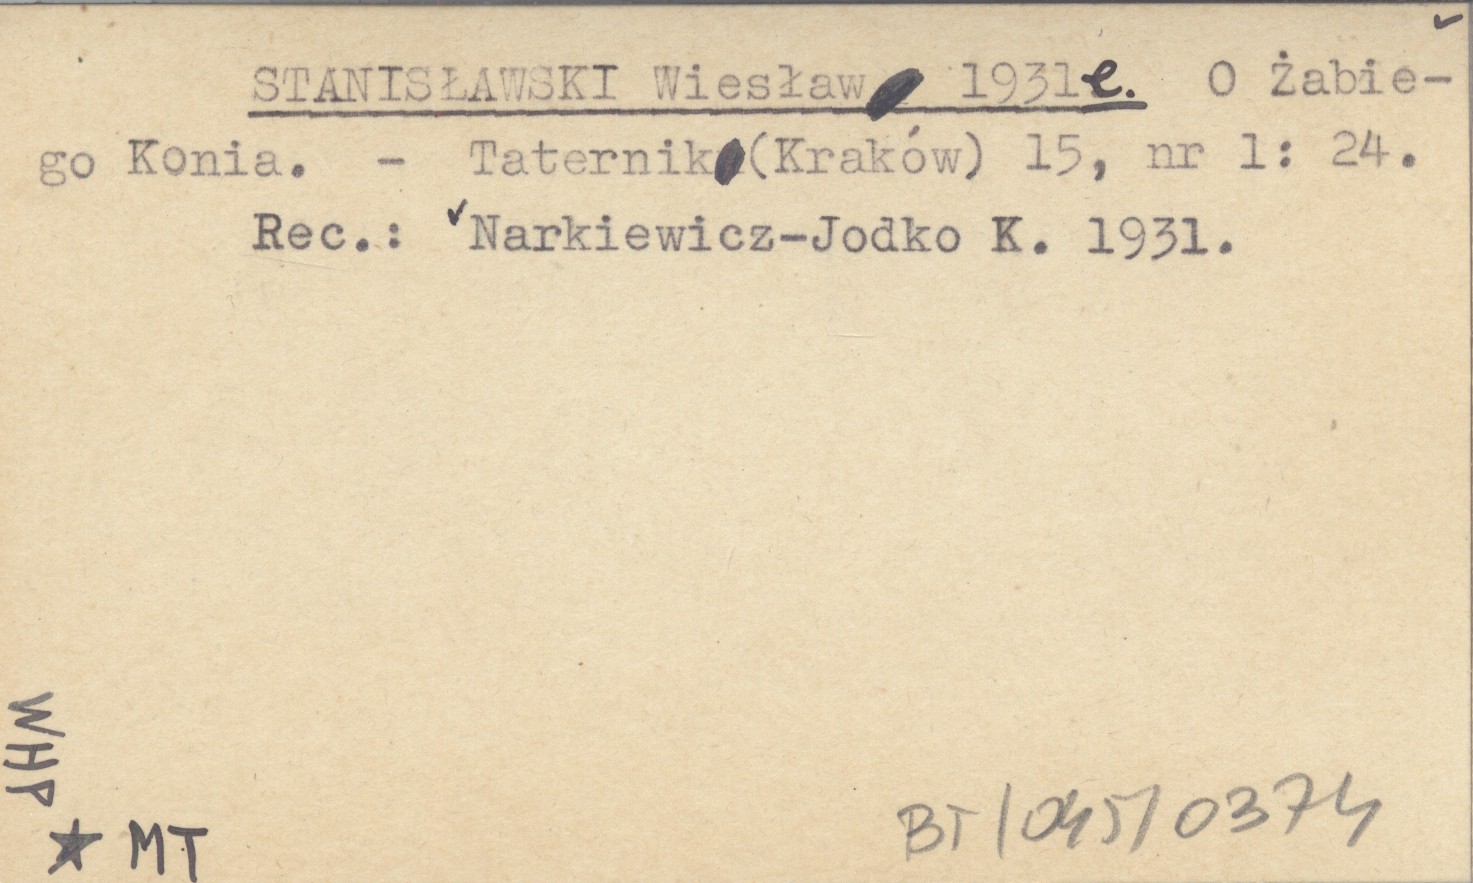 STANISŁAWSKI Wiesław 1931e. O Żabie-
go Konia. - Taternik (Kraków) 15, nr 1: 24.
Rec.: Narkiewicz-Jodko K. 1931.
WHP
★ MT
BT/045/0374